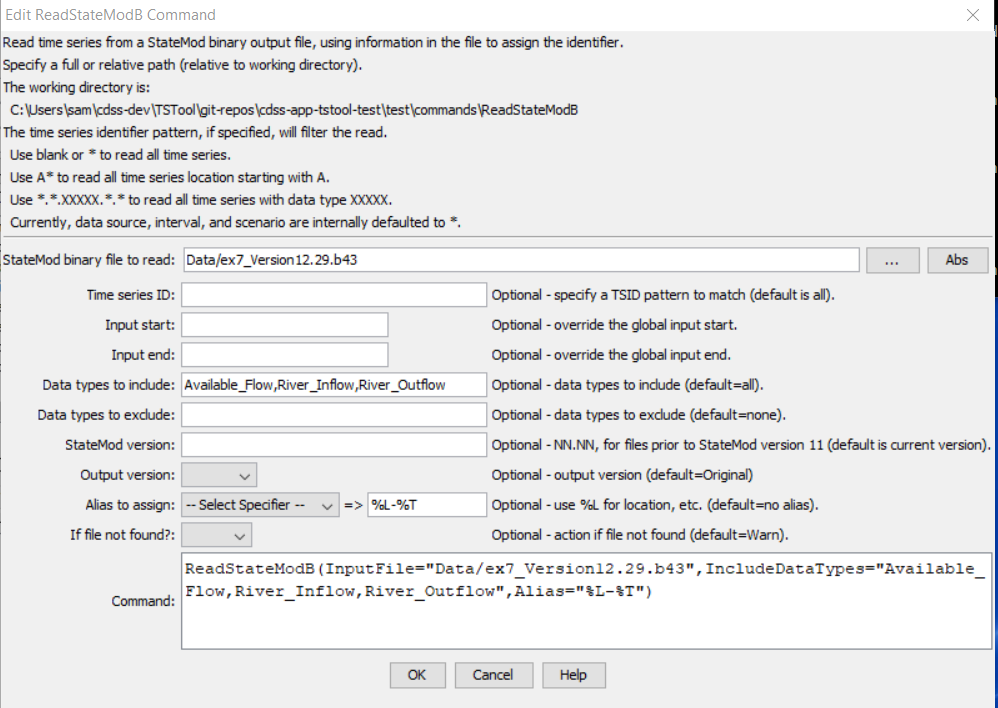 Edit ReadStateModB Command
Read time series from a StateMod binary output file, using information in the file to assign the identifier.
Specify a full or relative path (relative to working directory).
The working directory is:
C:\Users\sam\cdss-dev\TSTool\git-repos\cdss-app-tstool-test\test\commands\ReadStateModB
The time series identifier pattern, if specified, will filter the read.
Use blank or * to read all time series.
Use A* to read all time series location starting with A.
Use *.*.XXXXX.*.* to read all time series with data type XXXXX.
Currently, data source, interval, and scenario are internally defaulted to *.
StateMod binary file to read: Data/ex7_Version12.29.b43 ... Abs
Time series ID: Optional - specify a TSID pattern to match (default is all).
Input start: Optional - override the global input start.
Input end: Optional - override the global input end.
Data types to include: Available_Flow,River_Inflow,River_Outflow Optional - data types to include (default=all).
Data types to exclude: Optional - data types to exclude (default=none).
StateMod version: Optional - NN.NN, for files prior to StateMod version 11 (default is current version).
Output version: Optional - output version (default=Original)
Alias to assign: -- Select Specifier -- => %L-%T Optional - use %L for location, etc. (default=no alias).
If file not found?: Optional - action if file not found (default=Warn).
Command: ReadStateModB(InputFile="Data/ex7_Version12.29.b43",IncludeDataTypes="Available_
Flow,River_Inflow,River_Outflow",Alias="%L-%T")
OK Cancel Help